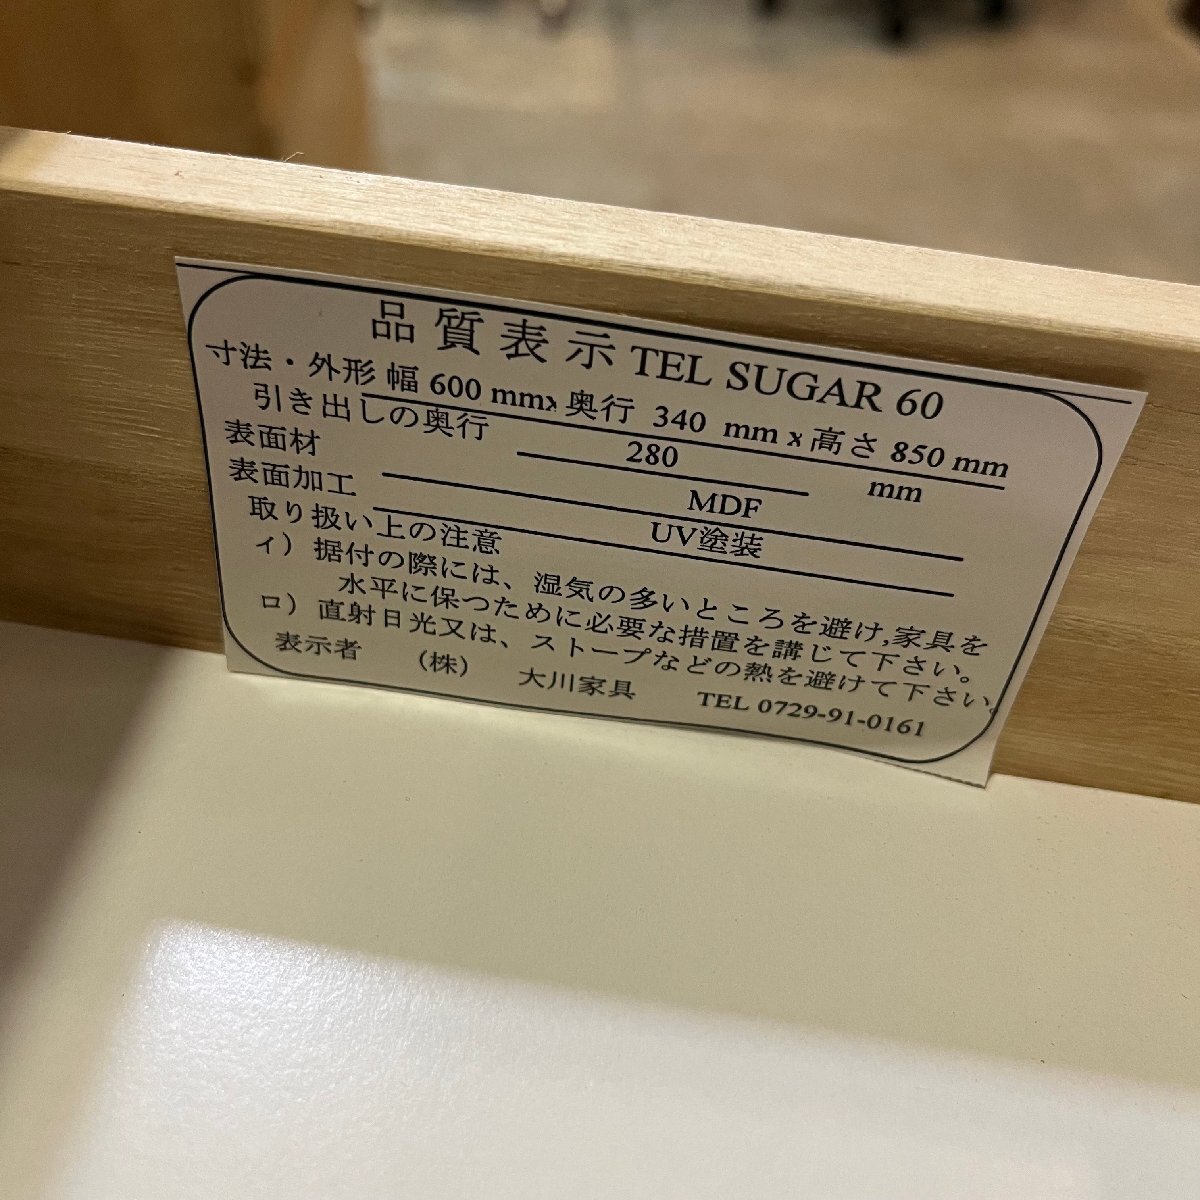 品質表示 TEL SUGAR 60
寸法・外形 幅 600 mmx 奥行 340 mm x 高さ 850 mm
引き出しの奥行 280 mm
表面材 MDF
表面加工 UV塗装
取り扱い上の注意
ィ）据付の際には、湿気の多いところを避け,家具を
水平に保つために必要な措置を講じて下さい。
ロ）直射日光又は、ストーブなどの熱を避けて下さい。
表示者 （株） 大川家具 TEL 0729-91-0161